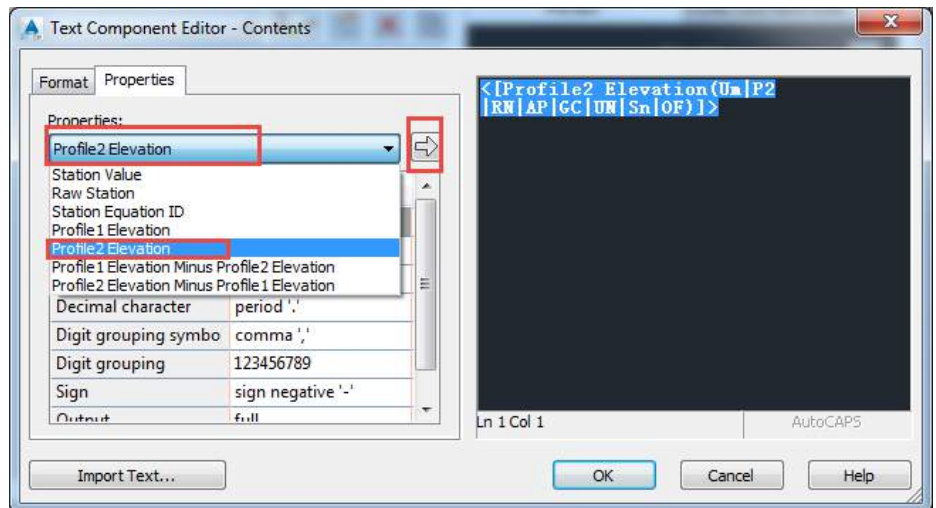 Text Component Editor - Contents
Format
Properties
Properties:
Profile2 Elevation
Station Value
Raw Station
Station Equation ID
Profile1 Elevation
Profile2 Elevation
Profile1 Elevation Minus Profile2 Elevation
Profile2 Elevation Minus Profile1 Elevation
Decimal character period '.'
Digit grouping symbo comma ','
Digit grouping 123456789
Sign sign negative '-'
Output full
<[Profile2 Elevation(Um|P2
|RN|AP|GC|UN|Sn|OF)]>
Ln 1 Col 1
AutoCAPS
Import Text...
OK
Cancel
Help